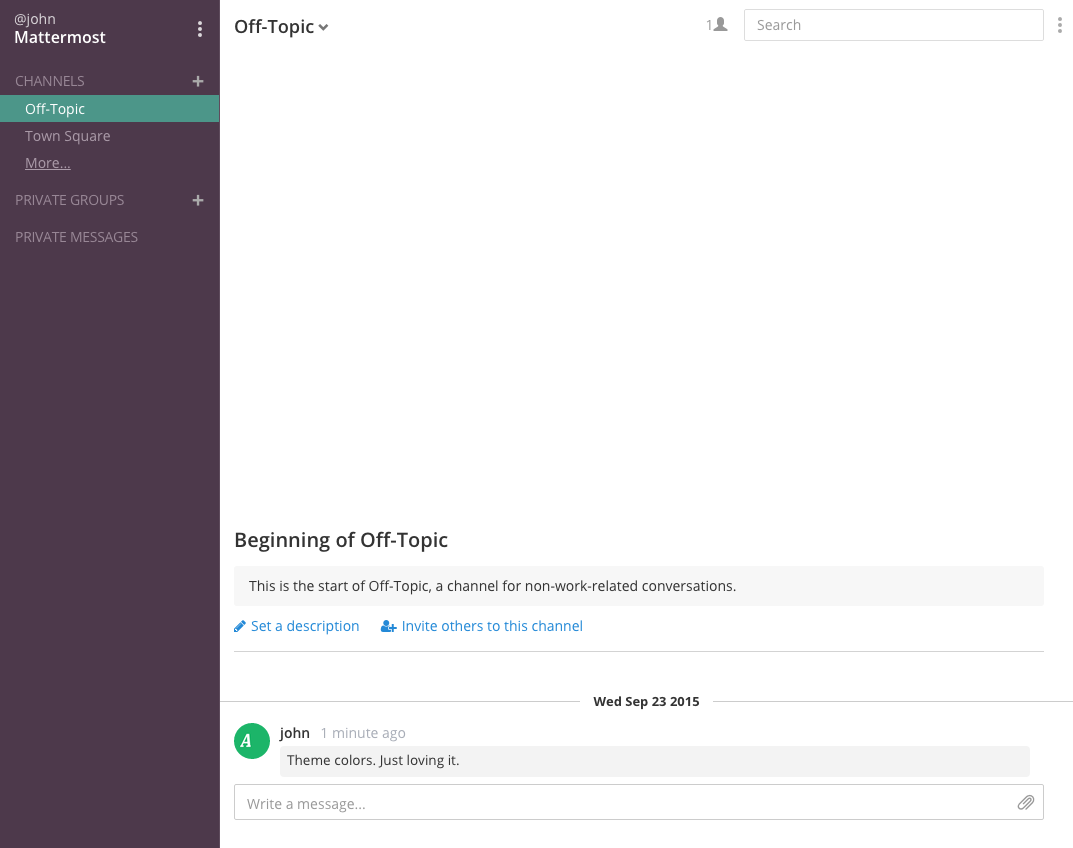 @john
Mattermost
CHANNELS
Off-Topic
Town Square
More...
PRIVATE GROUPS
PRIVATE MESSAGES
Off-Topic
1
Search
Beginning of Off-Topic
This is the start of Off-Topic, a channel for non-work-related conversations.
Set a description Invite others to this channel
Wed Sep 23 2015
A
john 1 minute ago
Theme colors. Just loving it.
Write a message...